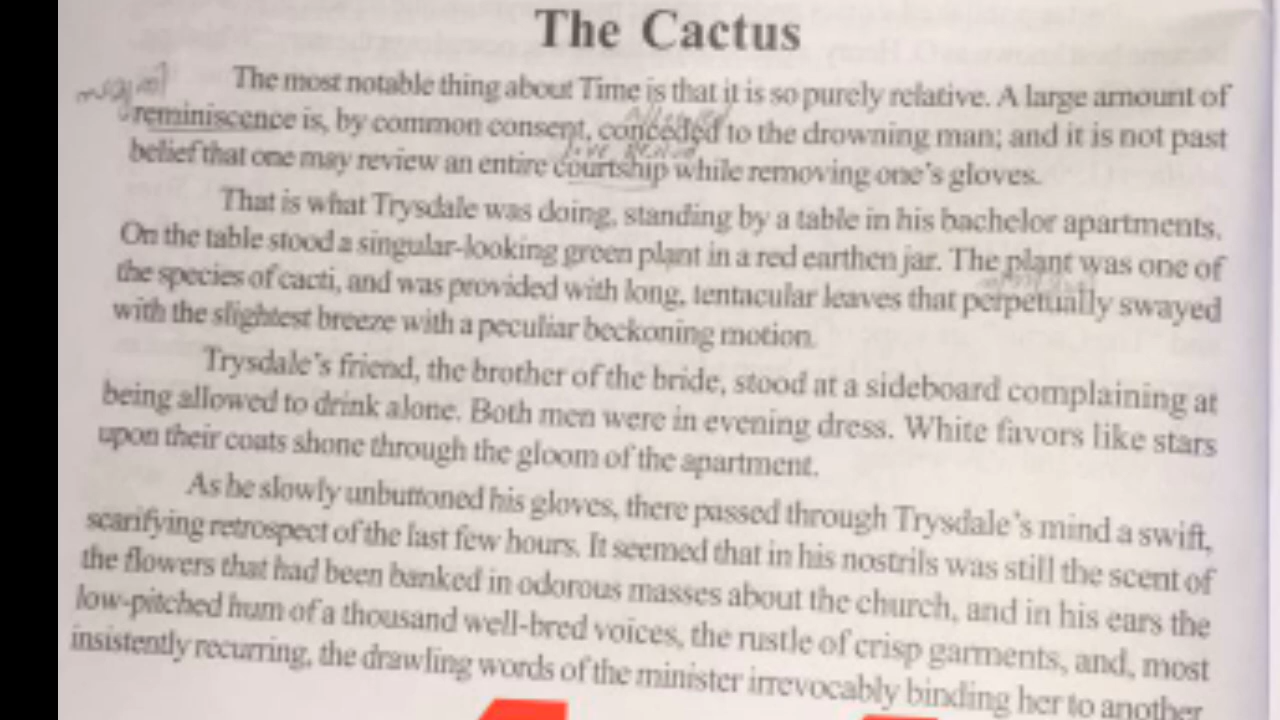 The Cactus
The most notable thing about Time is that it is so purely relative. A large amount of
reminiscence is, by common consent, conceded to the drowning man; and it is not past
belief that one may review an entire courtship while removing one's gloves.
That is what Trysdale was doing, standing by a table in his bachelor apartments.
On the table stood a singular-looking green plant in a red earthen jar. The plant was one of
the species of cacti, and was provided with long, tentacular leaves that perpetually swayed
with the slightest breeze with a peculiar beckoning motion.
Trysdale's friend, the brother of the bride, stood at a sideboard complaining at
being allowed to drink alone. Both men were in evening dress. White favors like stars
upon their coats shone through the gloom of the apartment.
As he slowly unbuttoned his gloves, there passed through Trysdale's mind a swift,
scarifying retrospect of the last few hours. It seemed that in his nostrils was still the scent of
the flowers that had been banked in odorous masses about the church, and in his ears the
low-pitched hum of a thousand well-bred voices, the rustle of crisp garments, and, most
insistently recurring, the drawling words of the minister irrevocably binding her to another